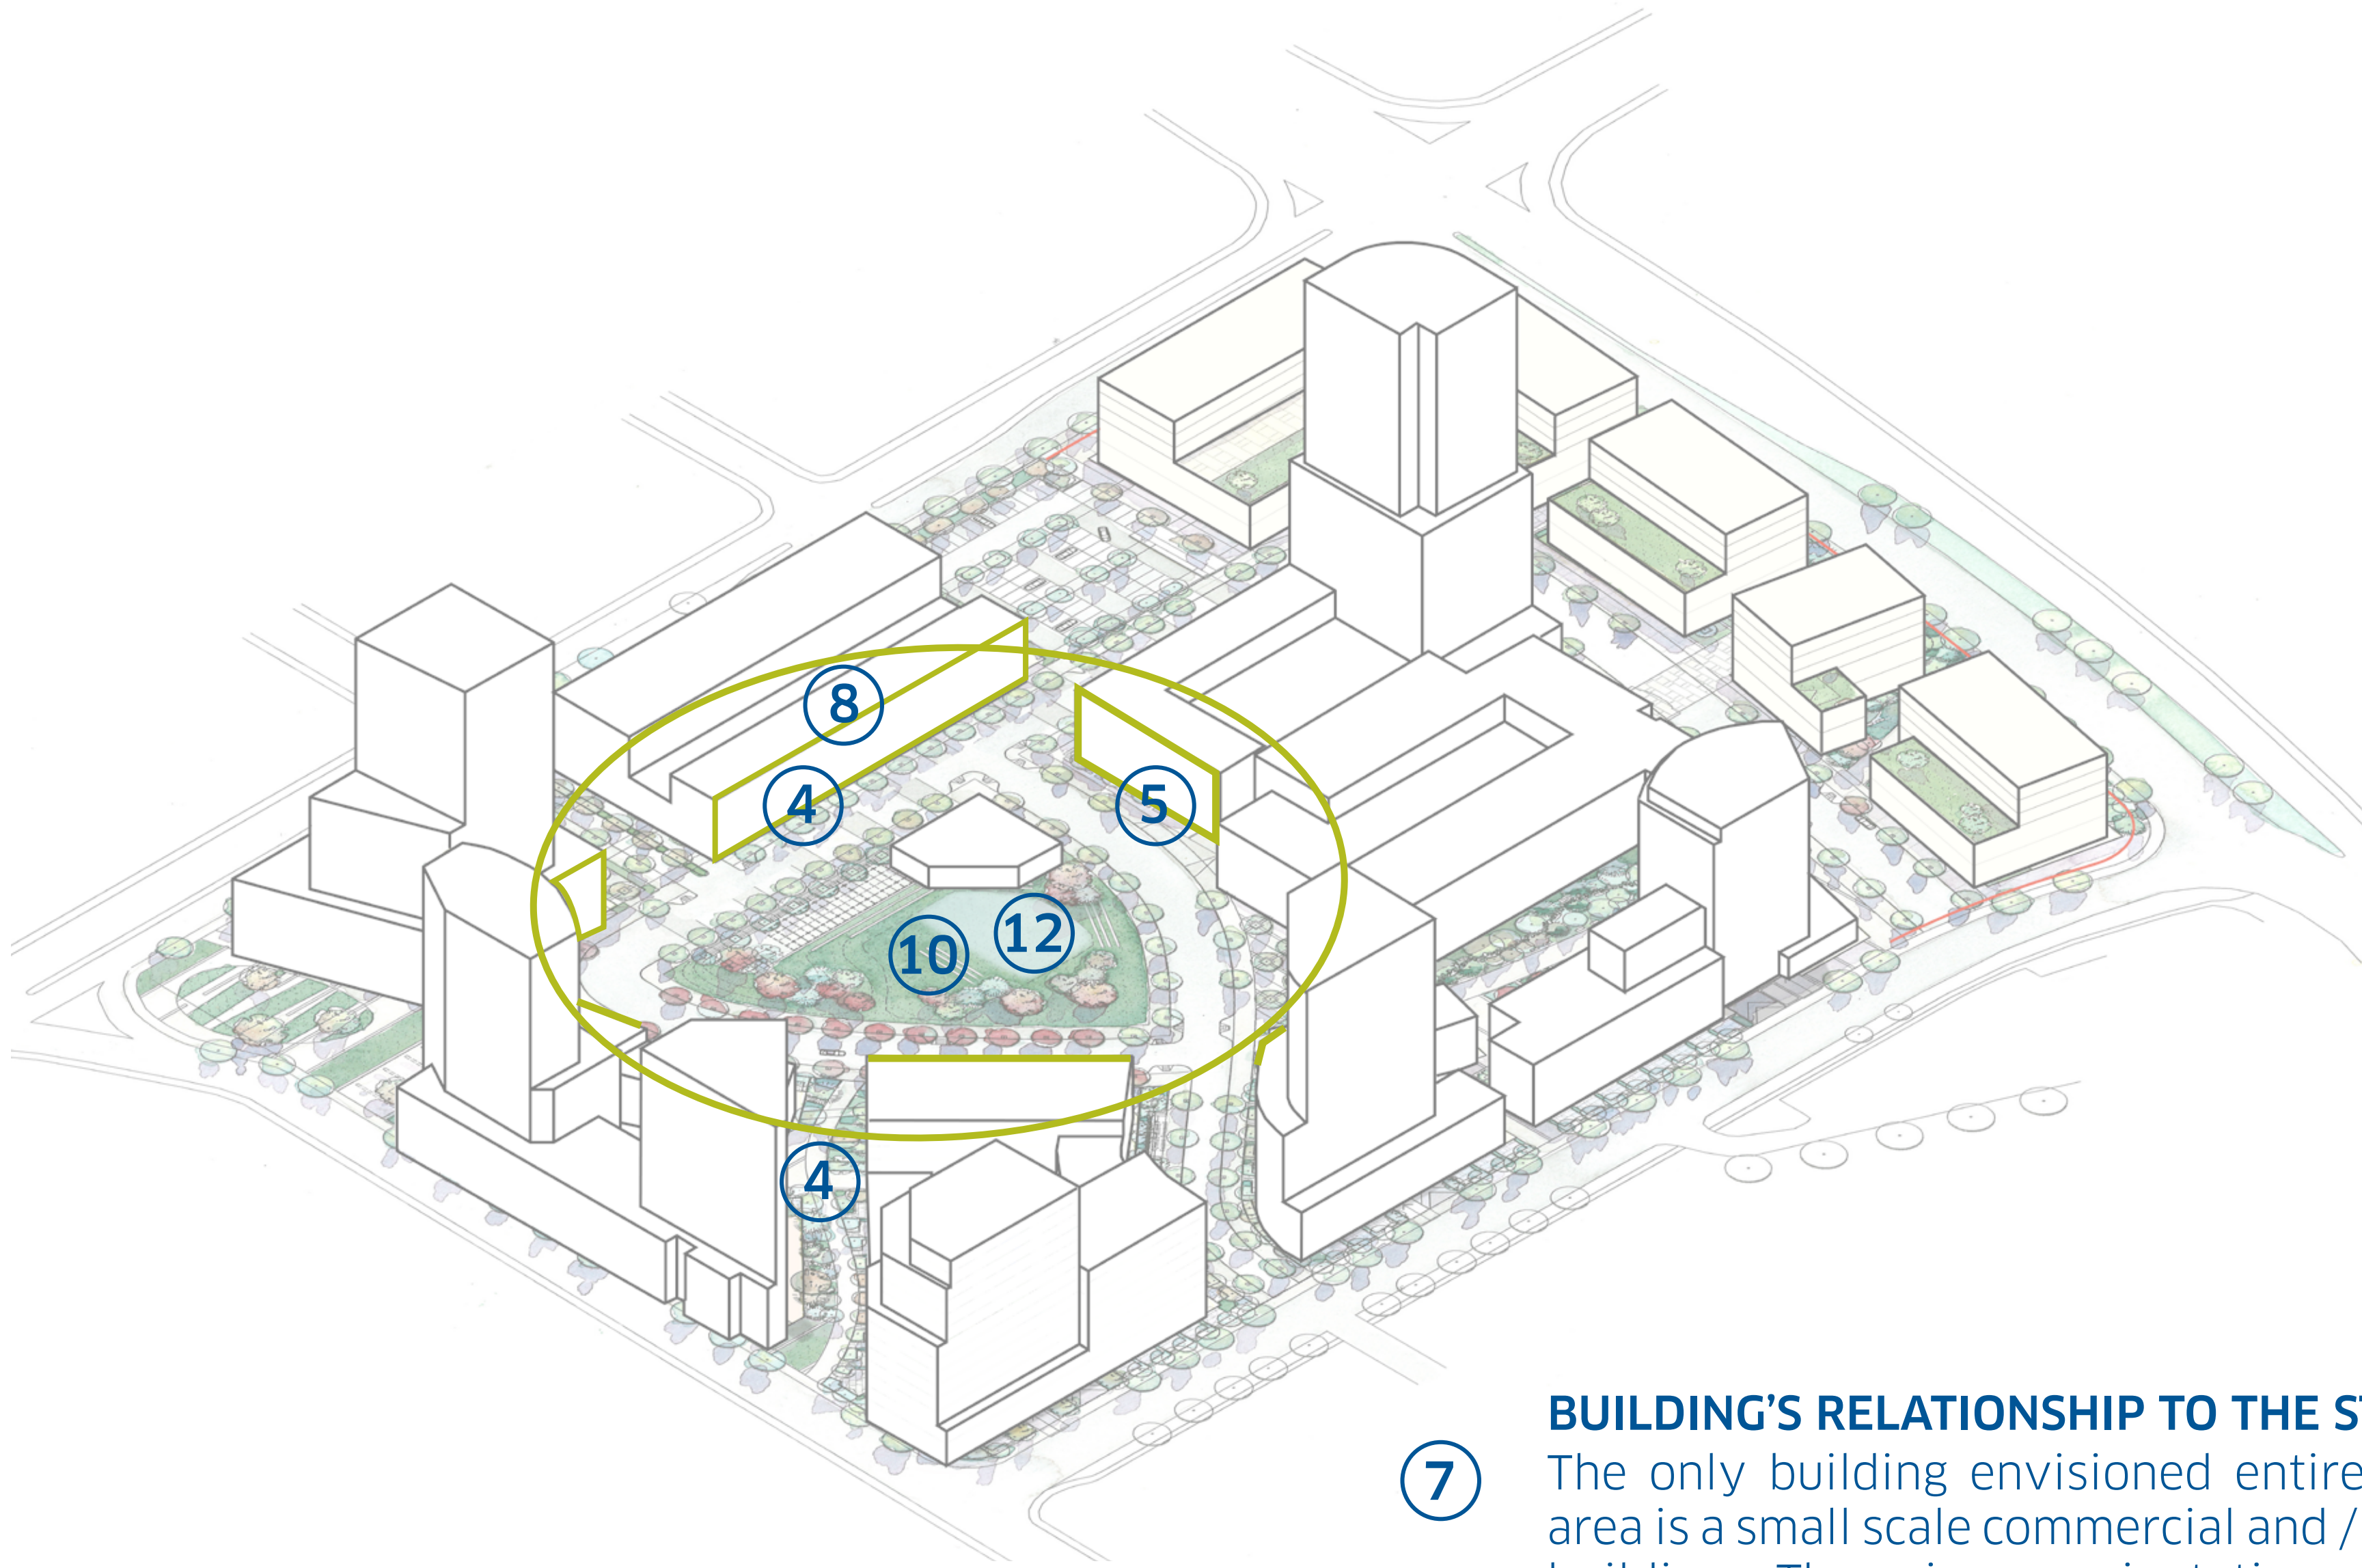 8
4
5
10
12
4
7
BUILDING'S RELATIONSHIP TO THE
The only building envisioned
area is a small scale commercial and /